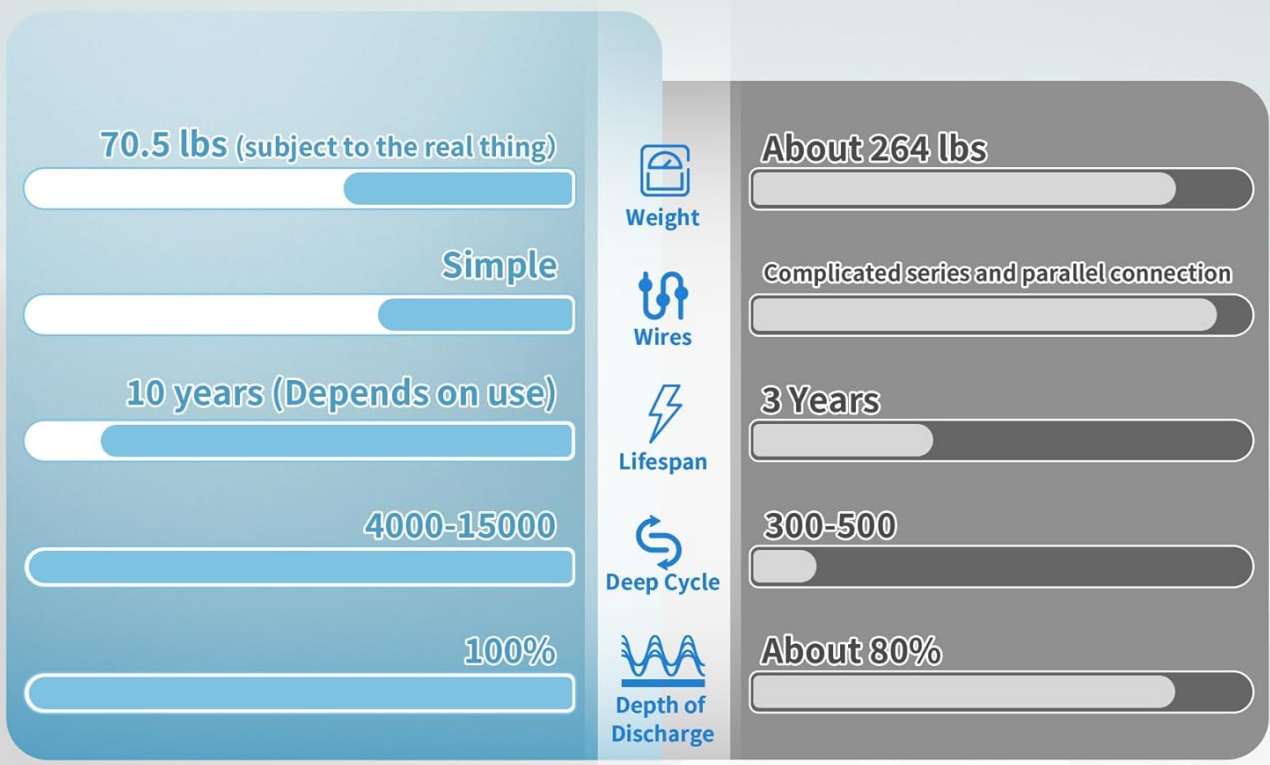 70.5 lbs (subject to the real thing)
Weight
About 264 lbs
Simple
Wires
Complicated series and parallel connection
10 years (Depends on use)
Lifespan
3 Years
4000-15000
Deep Cycle
300-500
100%
Depth of
Discharge
About 80%